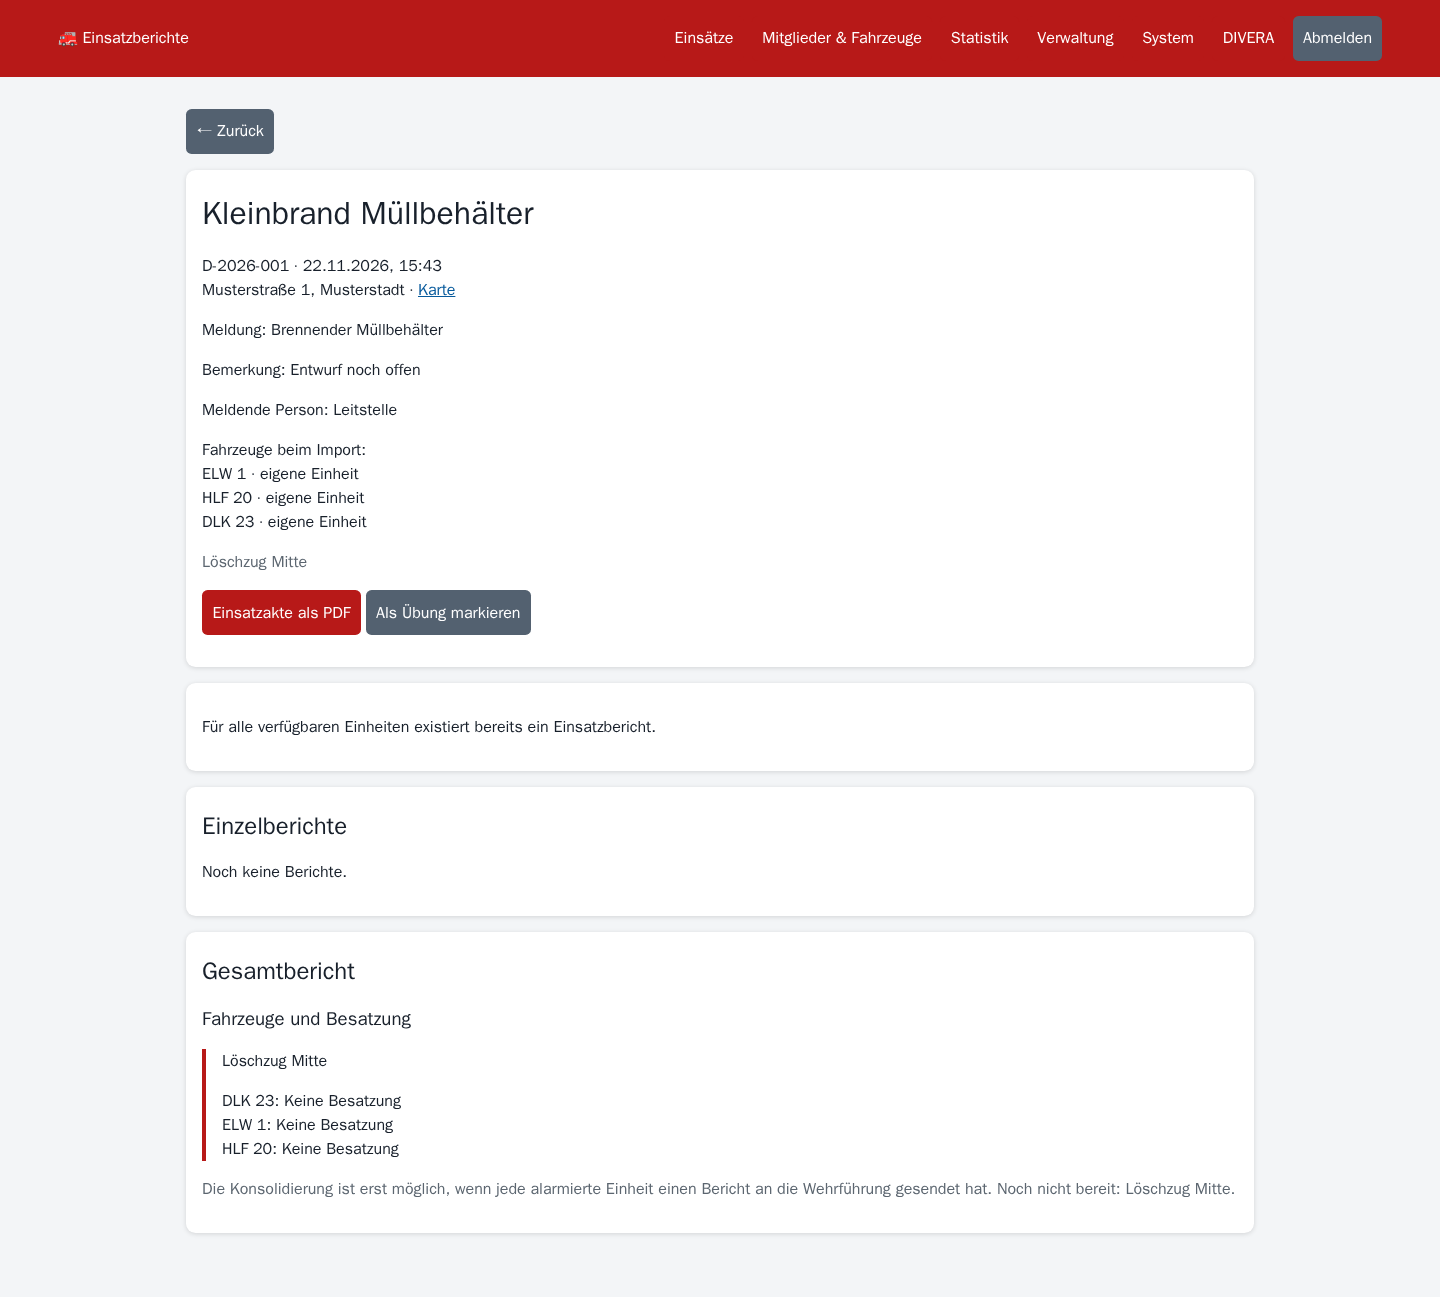 🚒 Einsatzberichte
Einsätze Mitglieder & Fahrzeuge Statistik Verwaltung System DIVERA Abmelden
← Zurück
Kleinbrand Müllbehälter
D-2026-001 · 22.11.2026, 15:43
Musterstraße 1, Musterstadt · Karte
Meldung: Brennender Müllbehälter
Bemerkung: Entwurf noch offen
Meldende Person: Leitstelle
Fahrzeuge beim Import:
ELW 1 · eigene Einheit
HLF 20 · eigene Einheit
DLK 23 · eigene Einheit
Löschzug Mitte
Einsatzakte als PDF Als Übung markieren
Für alle verfügbaren Einheiten existiert bereits ein Einsatzbericht.
Einzelberichte
Noch keine Berichte.
Gesamtbericht
Fahrzeuge und Besatzung
Löschzug Mitte
DLK 23: Keine Besatzung
ELW 1: Keine Besatzung
HLF 20: Keine Besatzung
Die Konsolidierung ist erst möglich, wenn jede alarmierte Einheit einen Bericht an die Wehrführung gesendet hat. Noch nicht bereit: Löschzug Mitte.